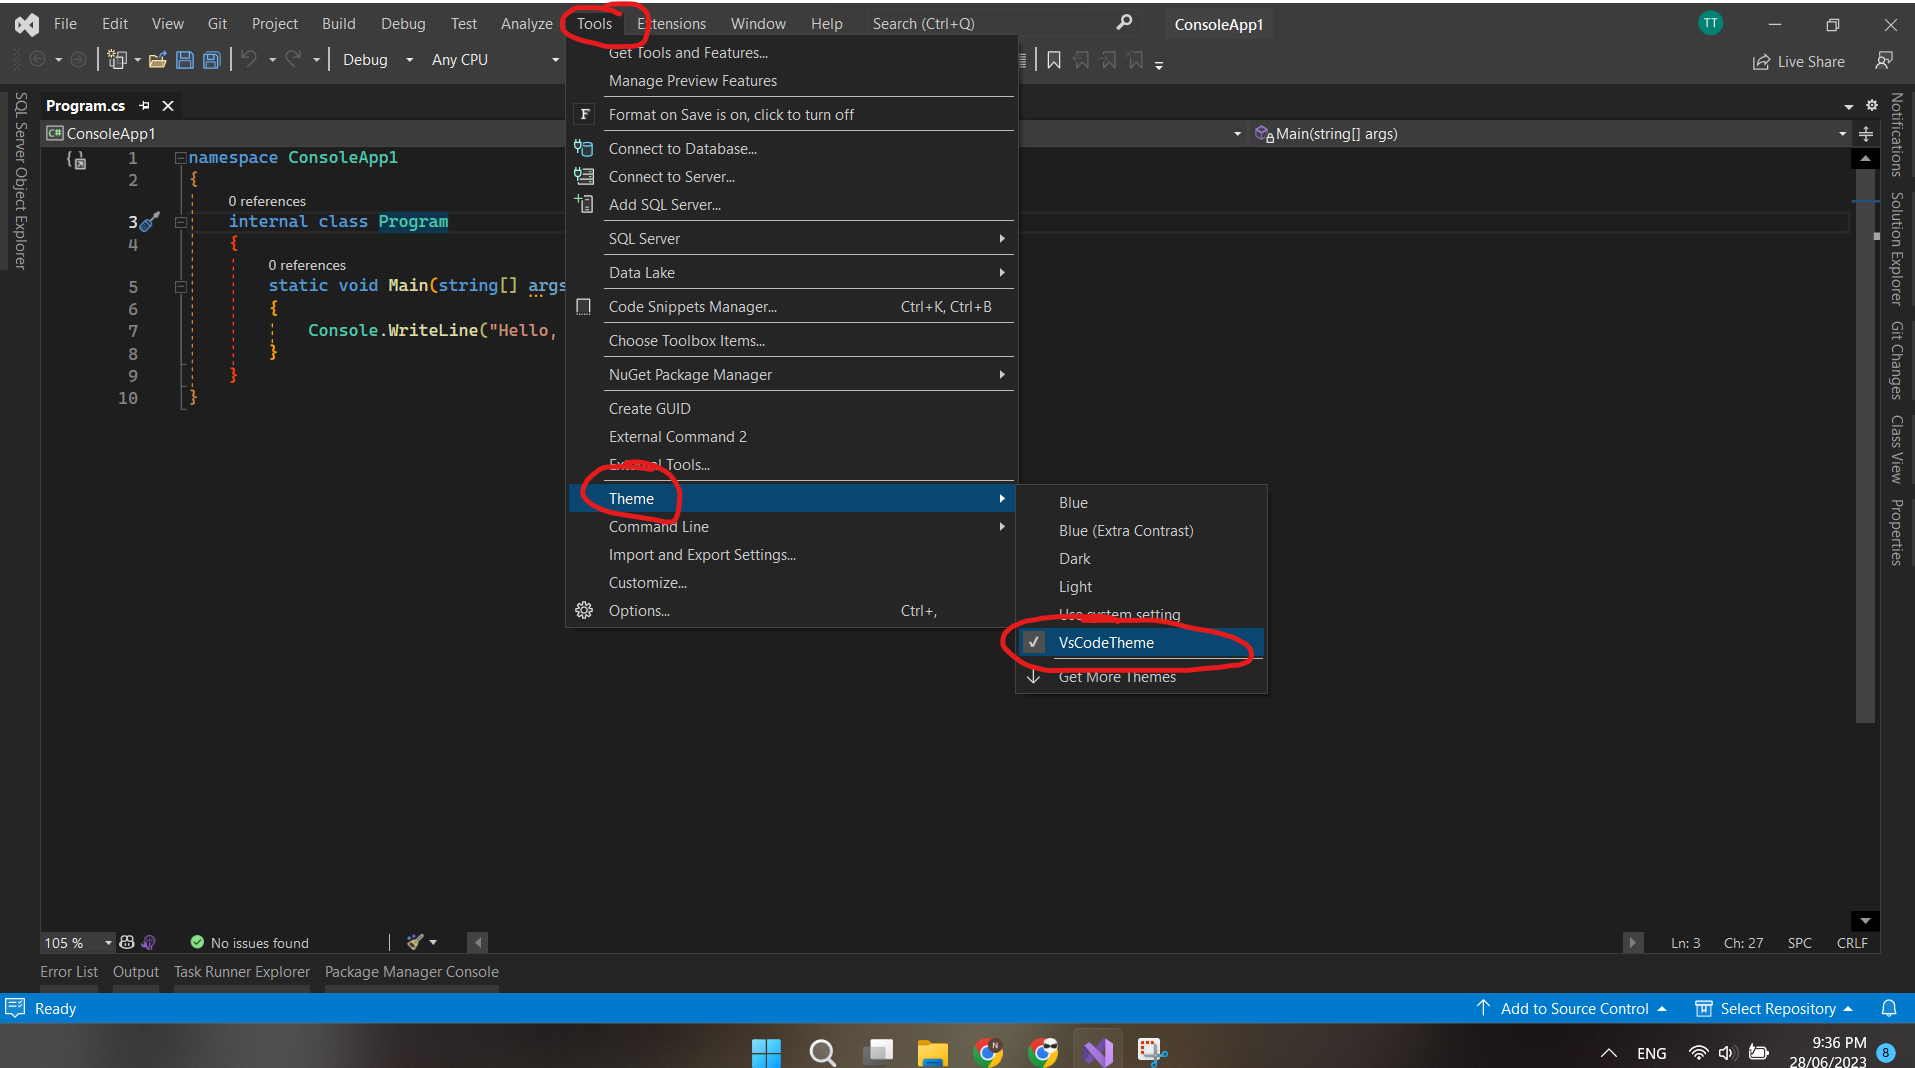 File Edit View Git Project Build Debug Test Analyze Tools Extensions Window Help Search (Ctrl+Q) ConsoleApp1 TT
Debug Any CPU Live Share
Program.cs
ConsoleApp1 Main(string[] args)
1 namespace ConsoleApp1
2 {
0 references
3 internal class Program
4 {
0 references
5 static void Main(string[] args
6 {
7 Console.WriteLine("Hello,
8 }
9 }
10 }
SQL Server Object Explorer
Get Tools and Features...
Manage Preview Features
F Format on Save is on, click to turn off
Connect to Database...
Connect to Server...
Add SQL Server...
SQL Server
Data Lake
Code Snippets Manager... Ctrl+K, Ctrl+B
Choose Toolbox Items...
NuGet Package Manager
Create GUID
External Command 2
External Tools...
Theme
Command Line
Import and Export Settings...
Customize...
Options... Ctrl+,
Blue
Blue (Extra Contrast)
Dark
Light
Use system setting
VsCodeTheme
Get More Themes
Notifications
Solution Explorer
Git Changes
Class View
Properties
105 % No issues found Ln: 3 Ch: 27 SPC CRLF
Error List Output Task Runner Explorer Package Manager Console
Ready Add to Source Control Select Repository
N ENG 9:36 PM 8
28/06/2023